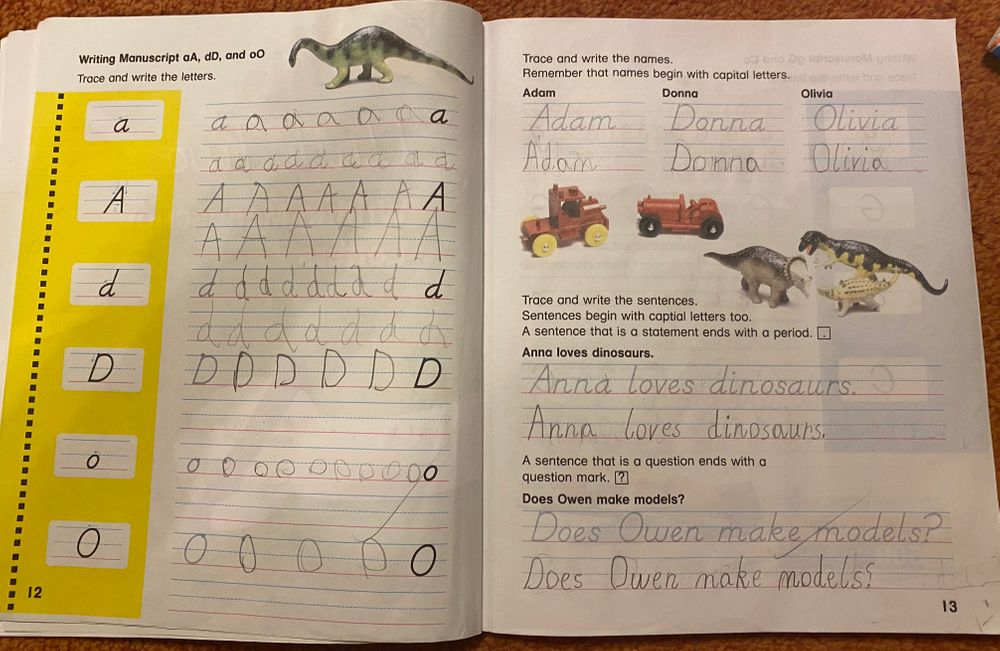 Writing Manuscript aA, dD, and oO
Trace and write the letters.
a a a a a a a a
a a a d d a a a a
A A A A A A A A
A A A A A A
d d d d d d d d d
d d d d d d d
D D D D D D D
o o o o o o o o o o o
O O O O O O
12
Trace and write the names.
Remember that names begin with capital letters.
Adam Donna Olivia
Adam Donna Olivia
Adam Domna Olivia
Trace and write the sentences.
Sentences begin with captial letters too.
A sentence that is a statement ends with a period. .
Anna loves dinosaurs.
Anna loves dinosaurs.
Anna loves dinosaurs.
A sentence that is a question ends with a
question mark. ?
Does Owen make models?
Does Owen make models?
Does Owen make models?
13